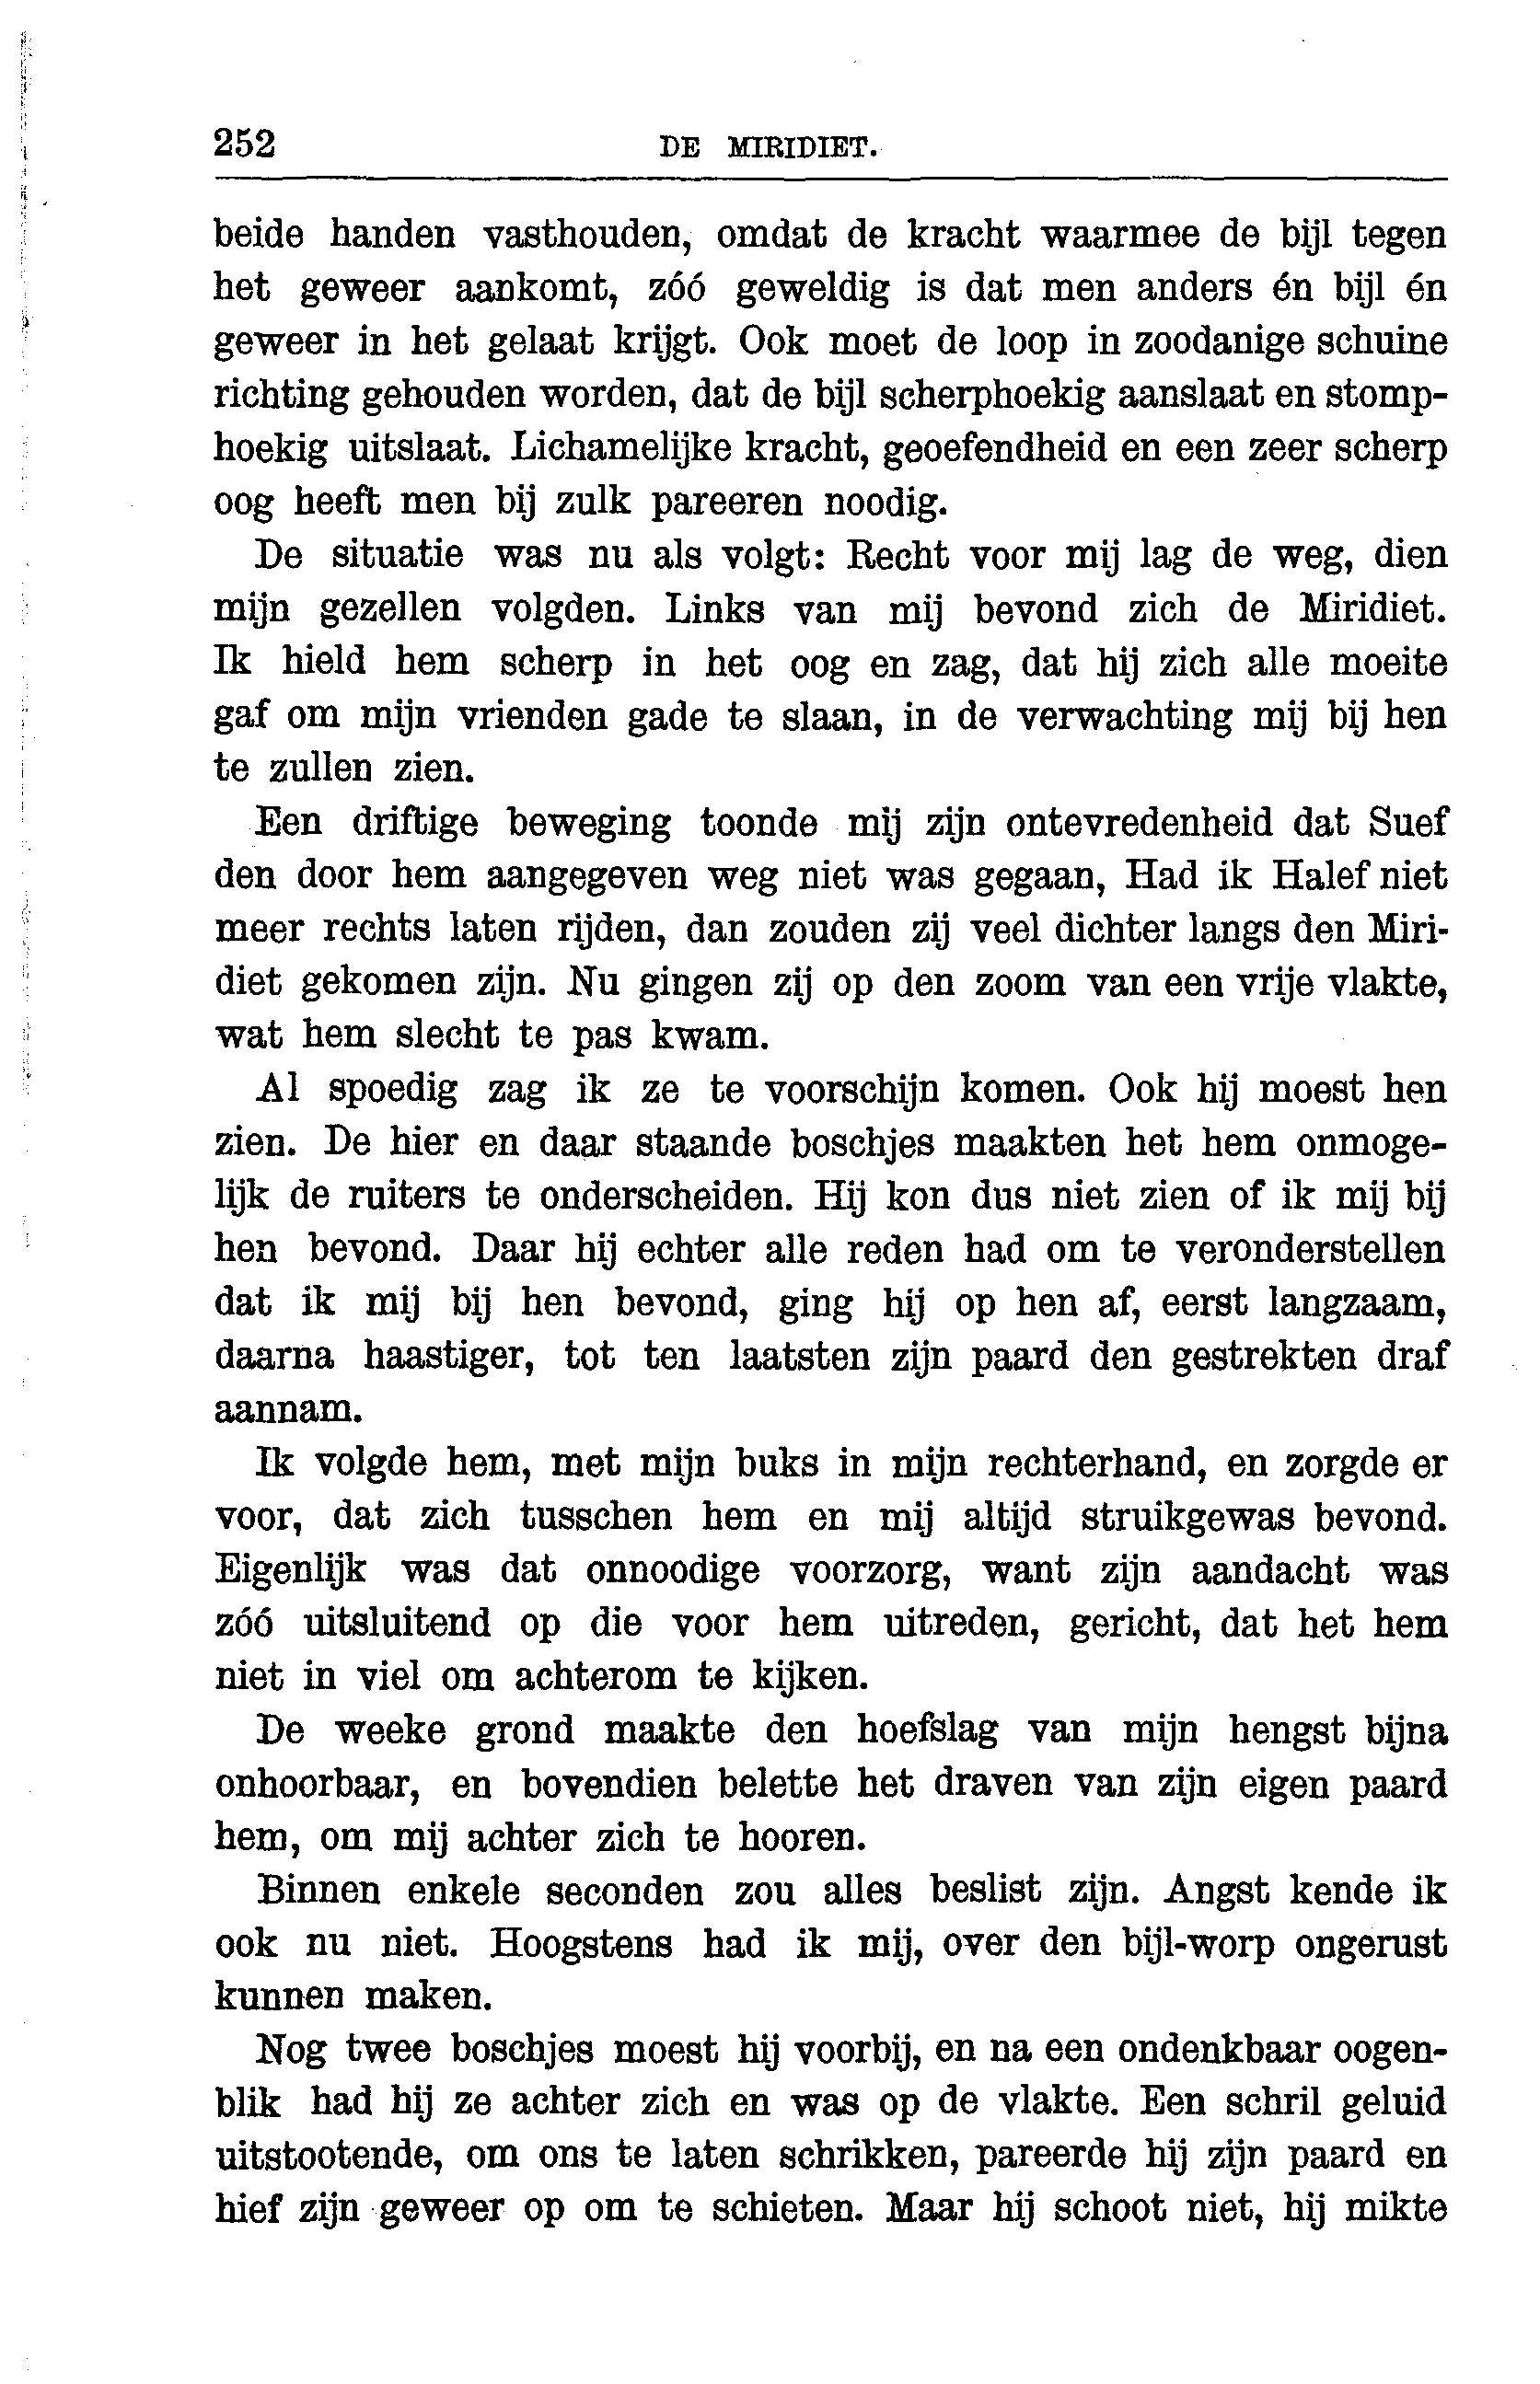 252 DE MIRIDIET.
beide handen vasthouden, omdat de kracht waarmee de bijl tegen
het geweer aankomt, zóó geweldig is dat men anders én bijl én
geweer in het gelaat krijgt. Ook moet de loop in zoodanige schuine
richting gehouden worden, dat de bijl scherphoekig aanslaat en stomp-
hoekig uitslaat. Lichamelijke kracht, geoefendheid en een zeer scherp
oog heeft men bij zulk pareeren noodig.
De situatie was nu als volgt: Recht voor mij lag de weg, dien
mijn gezellen volgden. Links van mij bevond zich de Miridiet.
Ik hield hem scherp in het oog en zag, dat hij zich alle moeite
gaf om mijn vrienden gade te slaan, in de verwachting mij bij hen
te zullen zien.
Een driftige beweging toonde mij zijn ontevredenheid dat Suef
den door hem aangegeven weg niet was gegaan, Had ik Halef niet
meer rechts laten rijden, dan zouden zij veel dichter langs den Miri-
diet gekomen zijn. Nu gingen zij op den zoom van een vrije vlakte,
wat hem slecht te pas kwam.
Al spoedig zag ik ze te voorschijn komen. Ook hij moest hen
zien. De hier en daar staande boschjes maakten het hem onmoge-
lijk de ruiters te onderscheiden. Hij kon dus niet zien of ik mij bij
hen bevond. Daar hij echter alle reden had om te veronderstellen
dat ik mij bij hen bevond, ging hij op hen af, eerst langzaam,
daarna haastiger, tot ten laatsten zijn paard den gestrekten draf
aannam.
Ik volgde hem, met mijn buks in mijn rechterhand, en zorgde er
voor, dat zich tusschen hem en mij altijd struikgewas bevond.
Eigenlijk was dat onnoodige voorzorg, want zijn aandacht was
zóó uitsluitend op die voor hem uitreden, gericht, dat het hem
niet in viel om achterom te kijken.
De weeke grond maakte den hoefslag van mijn hengst bijna
onhoorbaar, en bovendien belette het draven van zijn eigen paard
hem, om mij achter zich te hooren.
Binnen enkele seconden zou alles beslist zijn. Angst kende ik
ook nu niet. Hoogstens had ik mij, over den bijl-worp ongerust
kunnen maken.
Nog twee boschjes moest hij voorbij, en na een ondenkbaar oogen-
blik had hij ze achter zich en was op de vlakte. Een schril geluid
uitstootende, om ons te laten schrikken, pareerde hij zijn paard en
hief zijn geweer op om te schieten. Maar hij schoot niet, hij mikte